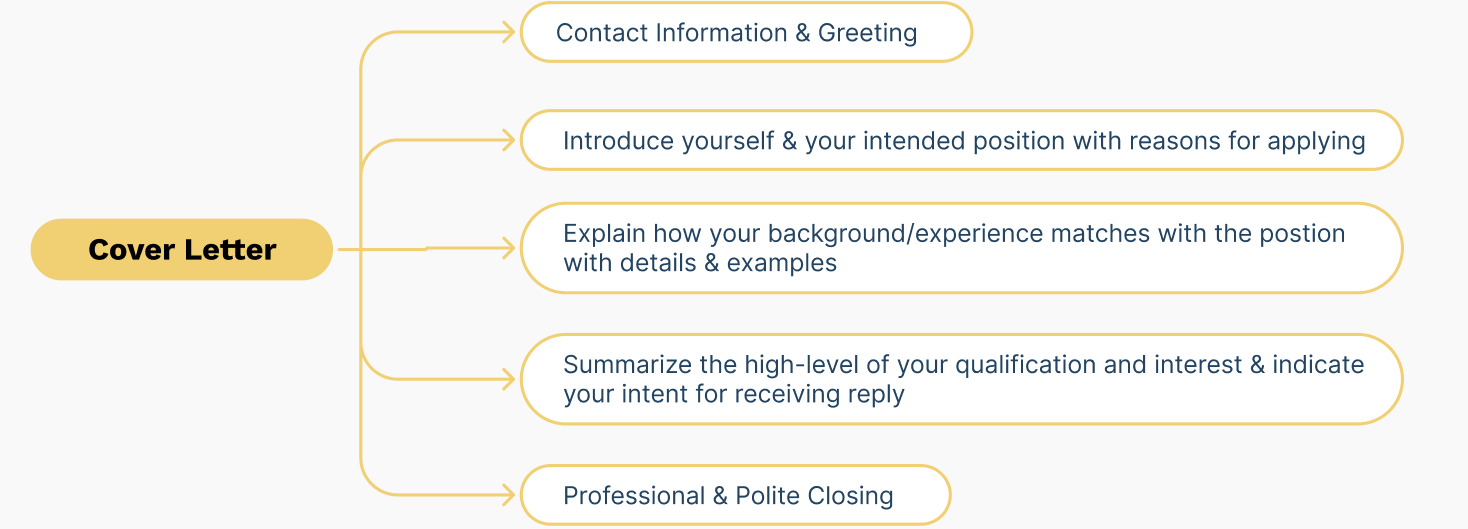 Contact Information & Greeting
Introduce yourself & your intended position with reasons for applying
Cover Letter
Explain how your background/experience matches with the postion
with details & examples
Summarize the high-level of your qualification and interest & indicate
your intent for receiving reply
Professional & Polite Closing